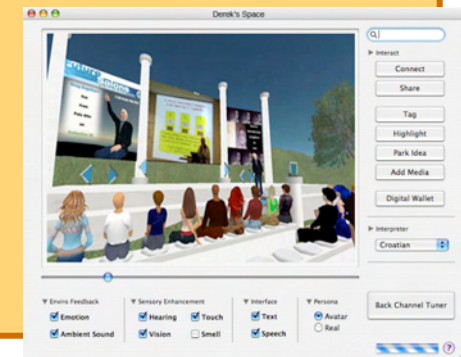 Derek's Space
Interact
Connect
Share
Tag
Highlight
Park Idea
Add Media
Digital Wallet
Interpreter
Croatian
Back Channel Tuner
Enviro Feedback
Emotion
Ambient Sound
Sensory Enhancement
Hearing
Touch
Vision
Smell
Interface
Text
Speech
Persona
Avatar
Real
?